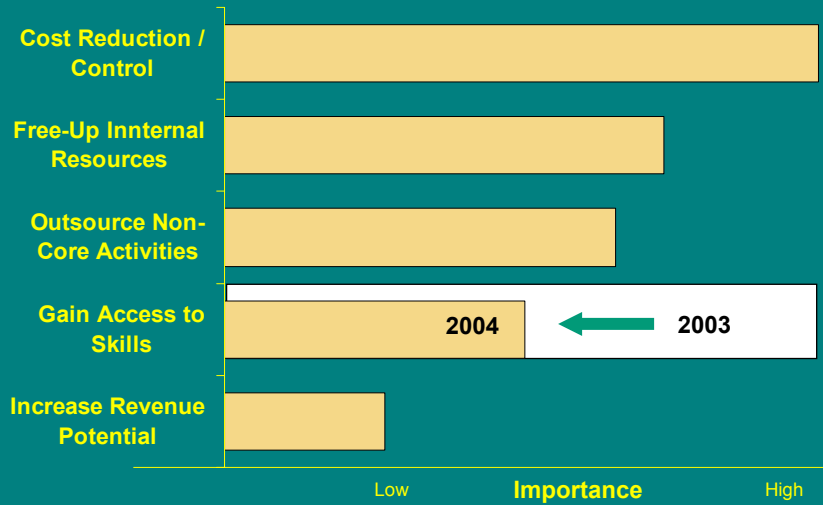 Cost Reduction /
Control
Free-Up Innternal
Resources
Outsource Non-
Core Activities
Gain Access to
Skills
2004
2003
Increase Revenue
Potential
Low
Importance
High